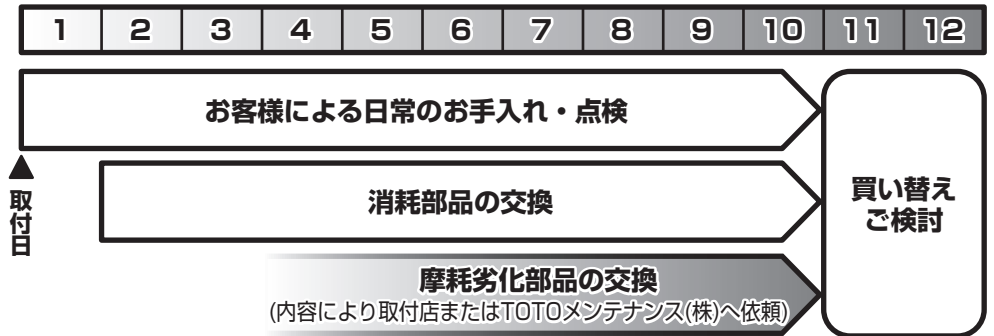 1 2 3 4 5 6 7 8 9 10 11 12
お客様による日常のお手入れ・点検
取付日
消耗部品の交換
買い替え
ご検討
摩耗劣化部品の交換
(内容により取付店またはTOTOメンテナンス(株)へ依頼)